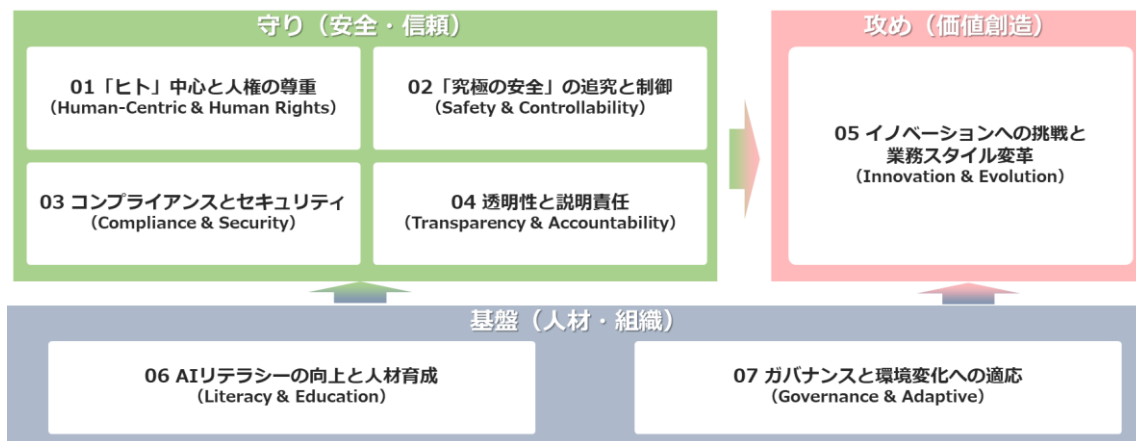 守り（安全・信頼）
01「ヒト」中心と人権の尊重
（Human-Centric & Human Rights）
02「究極の安全」の追究と制御
（Safety & Controllability）
03 コンプライアンスとセキュリティ
（Compliance & Security）
04 透明性と説明責任
（Transparency & Accountability）
攻め（価値創造）
05 イノベーションへの挑戦と
業務スタイル変革
（Innovation & Evolution）
基盤（人材・組織）
06 AIリテラシーの向上と人材育成
（Literacy & Education）
07 ガバナンスと環境変化への適応
（Governance & Adaptive）